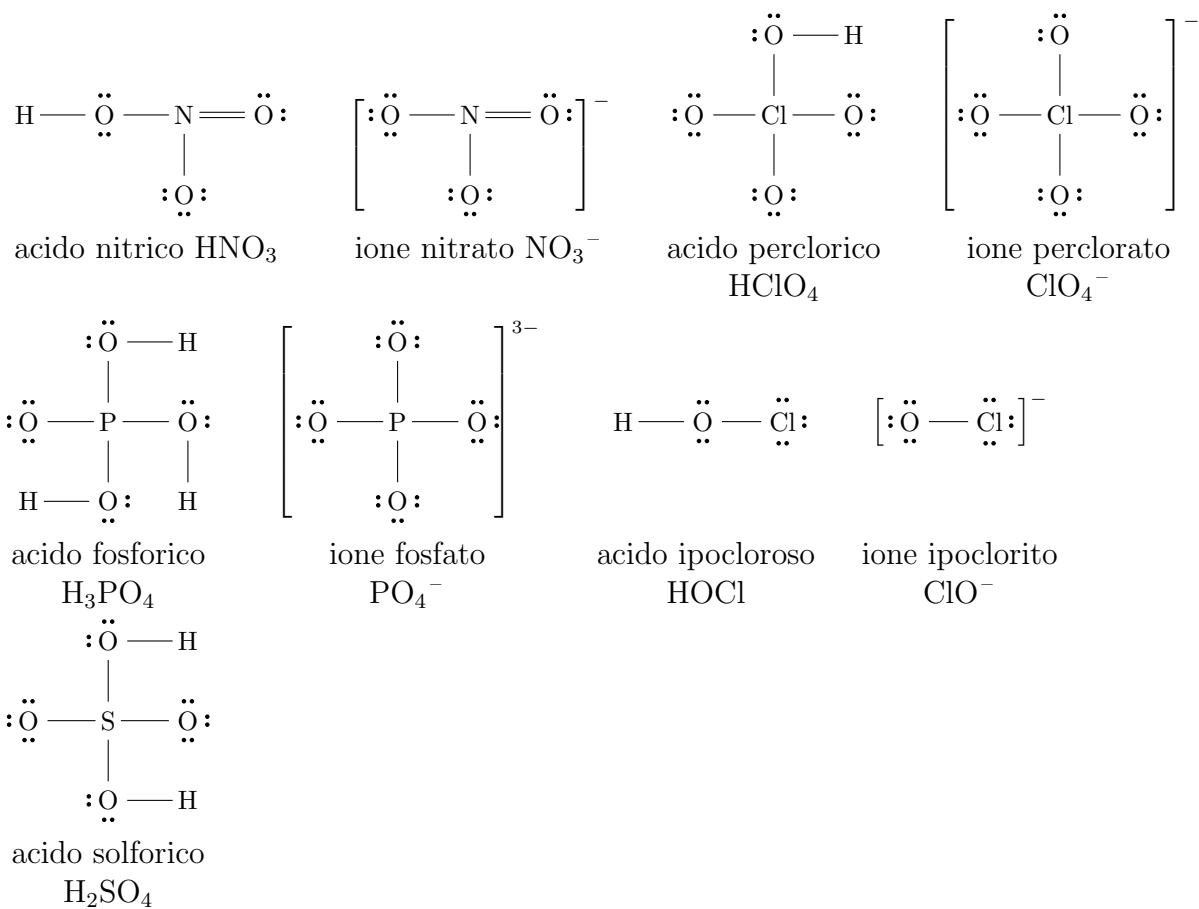 O H −
H O N O O N O − O Cl O O Cl O
O O O O
acido nitrico HNO₃ ione nitrato NO₃⁻ acido perclorico ione perclorato
HClO₄ ClO₄⁻
O H O 3−
O P O O P O H O Cl O Cl −
H O H O
acido fosforico ione fosfato acido ipocloroso ione ipoclorito
H₃PO₄ PO₄⁻ HOCl ClO⁻
O H
O S O
O H
acido solforico
H₂SO₄